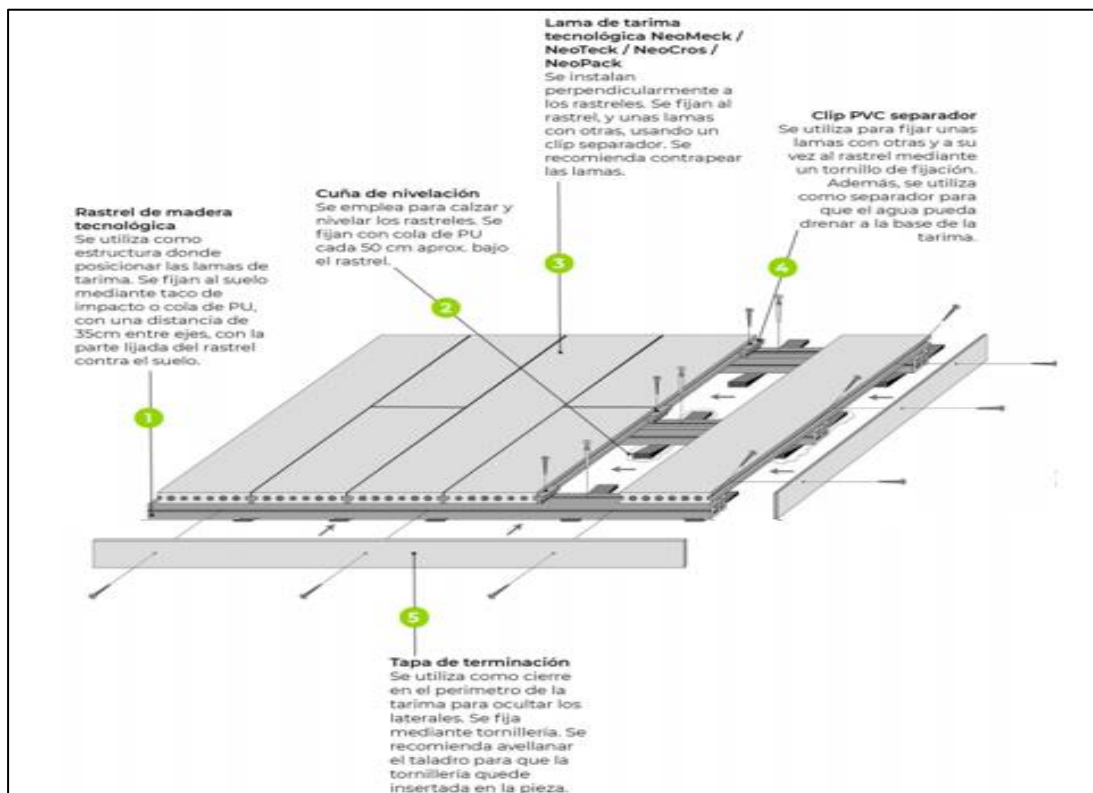 Lama de tarima
tecnológica NeoMeck /
NeoTeck / NeoCros /
NeoPack
Se instalan
perpendicularmente a
los rastreles. Se fijan al
rastrel, y unas lamas
con otras, usando un
clip separador. Se
recomienda contrapear
las lamas.
Clip PVC separador
Se utiliza para fijar unas
lamas con otras y a su
vez al rastrel mediante
un tornillo de fijación.
Además, se utiliza
como separador para
que el agua pueda
drenar a la base de la
tarima.
Cuña de nivelación
Se emplea para calzar y
nivelar los rastreles. Se
fijan con cola de PU
cada 50 cm aprox. bajo
el rastrel.
Rastrel de madera
tecnológica
Se utiliza como
estructura donde
posicionar las lamas de
tarima. Se fijan al suelo
mediante taco de
impacto o cola de PU,
con una distancia de
35cm entre ejes, con la
parte lijada del rastrel
contra el suelo.
3
4
2
1
5
Tapa de terminación
Se utiliza como cierre
en el perimetro de la
tarima para ocultar los
laterales. Se fija
mediante tornillería. Se
recomienda avellanar
el taladro para que la
tornillería quede
insertada en la pieza.